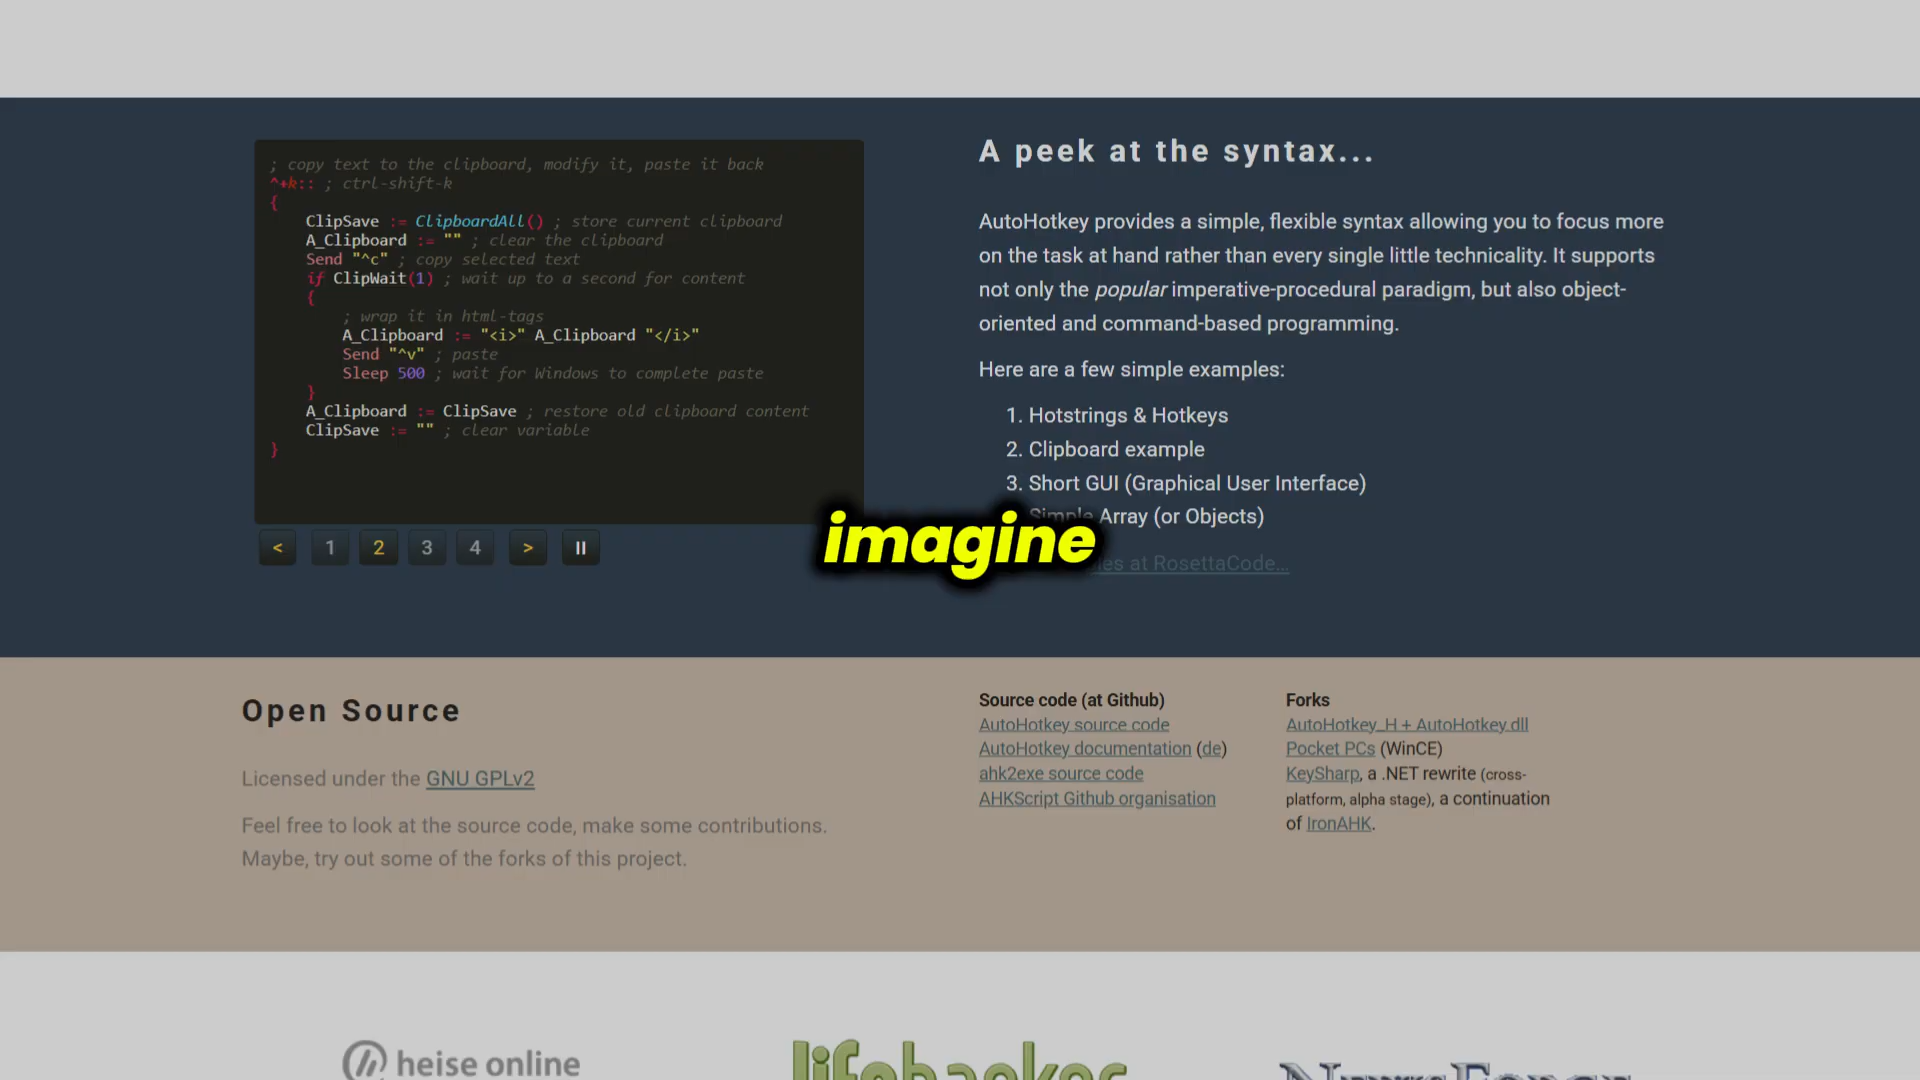 ; copy text to the clipboard, modify it, paste it back
^+k:: ; ctrl-shift-k
{
ClipSave := ClipboardAll() ; store current clipboard
A_Clipboard := "" ; clear the clipboard
Send "^c" ; copy selected text
if ClipWait(1) ; wait up to a second for content
{
; wrap it in html-tags
A_Clipboard := "<i>" A_Clipboard "</i>"
Send "^v" ; paste
Sleep 500 ; wait for Windows to complete paste
}
A_Clipboard := ClipSave ; restore old clipboard content
ClipSave := "" ; clear variable
}
< 1 2 3 4 >
A peek at the syntax...
AutoHotkey provides a simple, flexible syntax allowing you to focus more
on the task at hand rather than every single little technicality. It supports
not only the popular imperative-procedural paradigm, but also object-
oriented and command-based programming.
Here are a few simple examples:
1. Hotstrings & Hotkeys
2. Clipboard example
3. Short GUI (Graphical User Interface)
Simple Array (or Objects)
at RosettaCode...
imagine
Open Source
Licensed under the GNU GPLv2
Feel free to look at the source code, make some contributions.
Maybe, try out some of the forks of this project.
Source code (at Github)
AutoHotkey source code
AutoHotkey documentation (de)
ahk2exe source code
AHKScript Github organisation
Forks
AutoHotkey_H + AutoHotkey.dll
Pocket PCs (WinCE)
KeySharp, a .NET rewrite (cross-
platform, alpha stage), a continuation
of IronAHK.
heise online
lifehacker
NewsForge